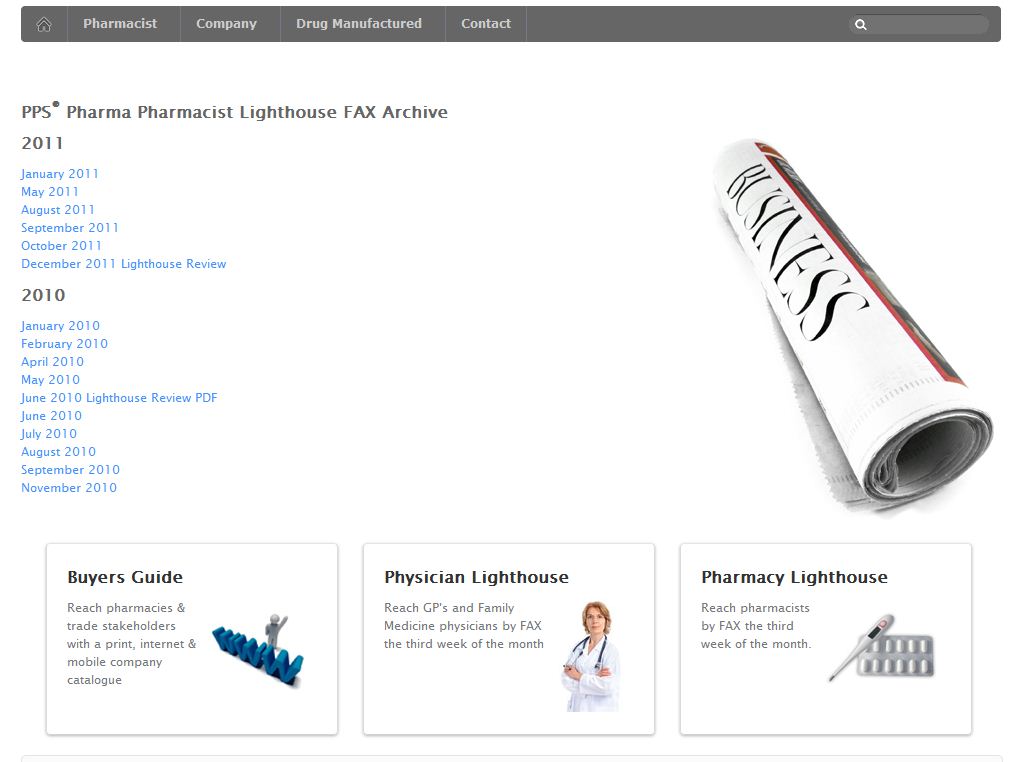 Pharmacist
Company
Drug Manufactured
Contact
PPS® Pharma Pharmacist Lighthouse FAX Archive
2011
January 2011
May 2011
August 2011
September 2011
October 2011
December 2011 Lighthouse Review
BUSINESS
2010
January 2010
February 2010
April 2010
May 2010
June 2010 Lighthouse Review PDF
June 2010
July 2010
August 2010
September 2010
November 2010
Buyers Guide
Reach pharmacies &
trade stakeholders
with a print, internet &
mobile company
catalogue
WWW
Physician Lighthouse
Reach GP's and Family
Medicine physicians by FAX
the third week of the month
Pharmacy Lighthouse
Reach pharmacists
by FAX the third
week of the month.